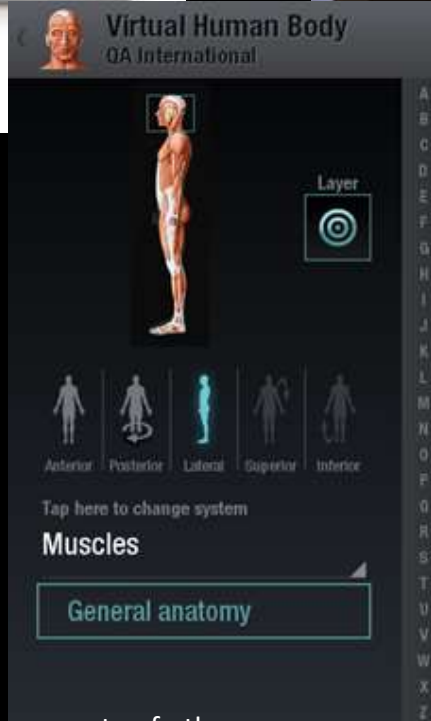 Virtual Human Body
QA International
Layer
Anterior Posterior Lateral Superior Inferior
Tap here to change system
Muscles
General anatomy
A
B
C
D
E
F
G
H
I
J
K
L
M
N
O
P
Q
R
S
T
U
V
W
X
Z